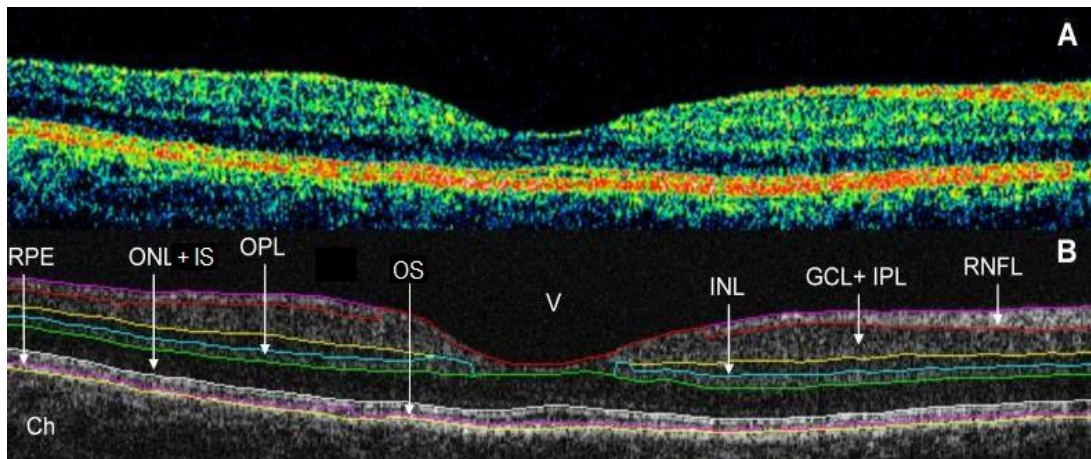 A
B
RPE
ONL + IS
OPL
OS
V
INL
GCL+ IPL
RNFL
Ch